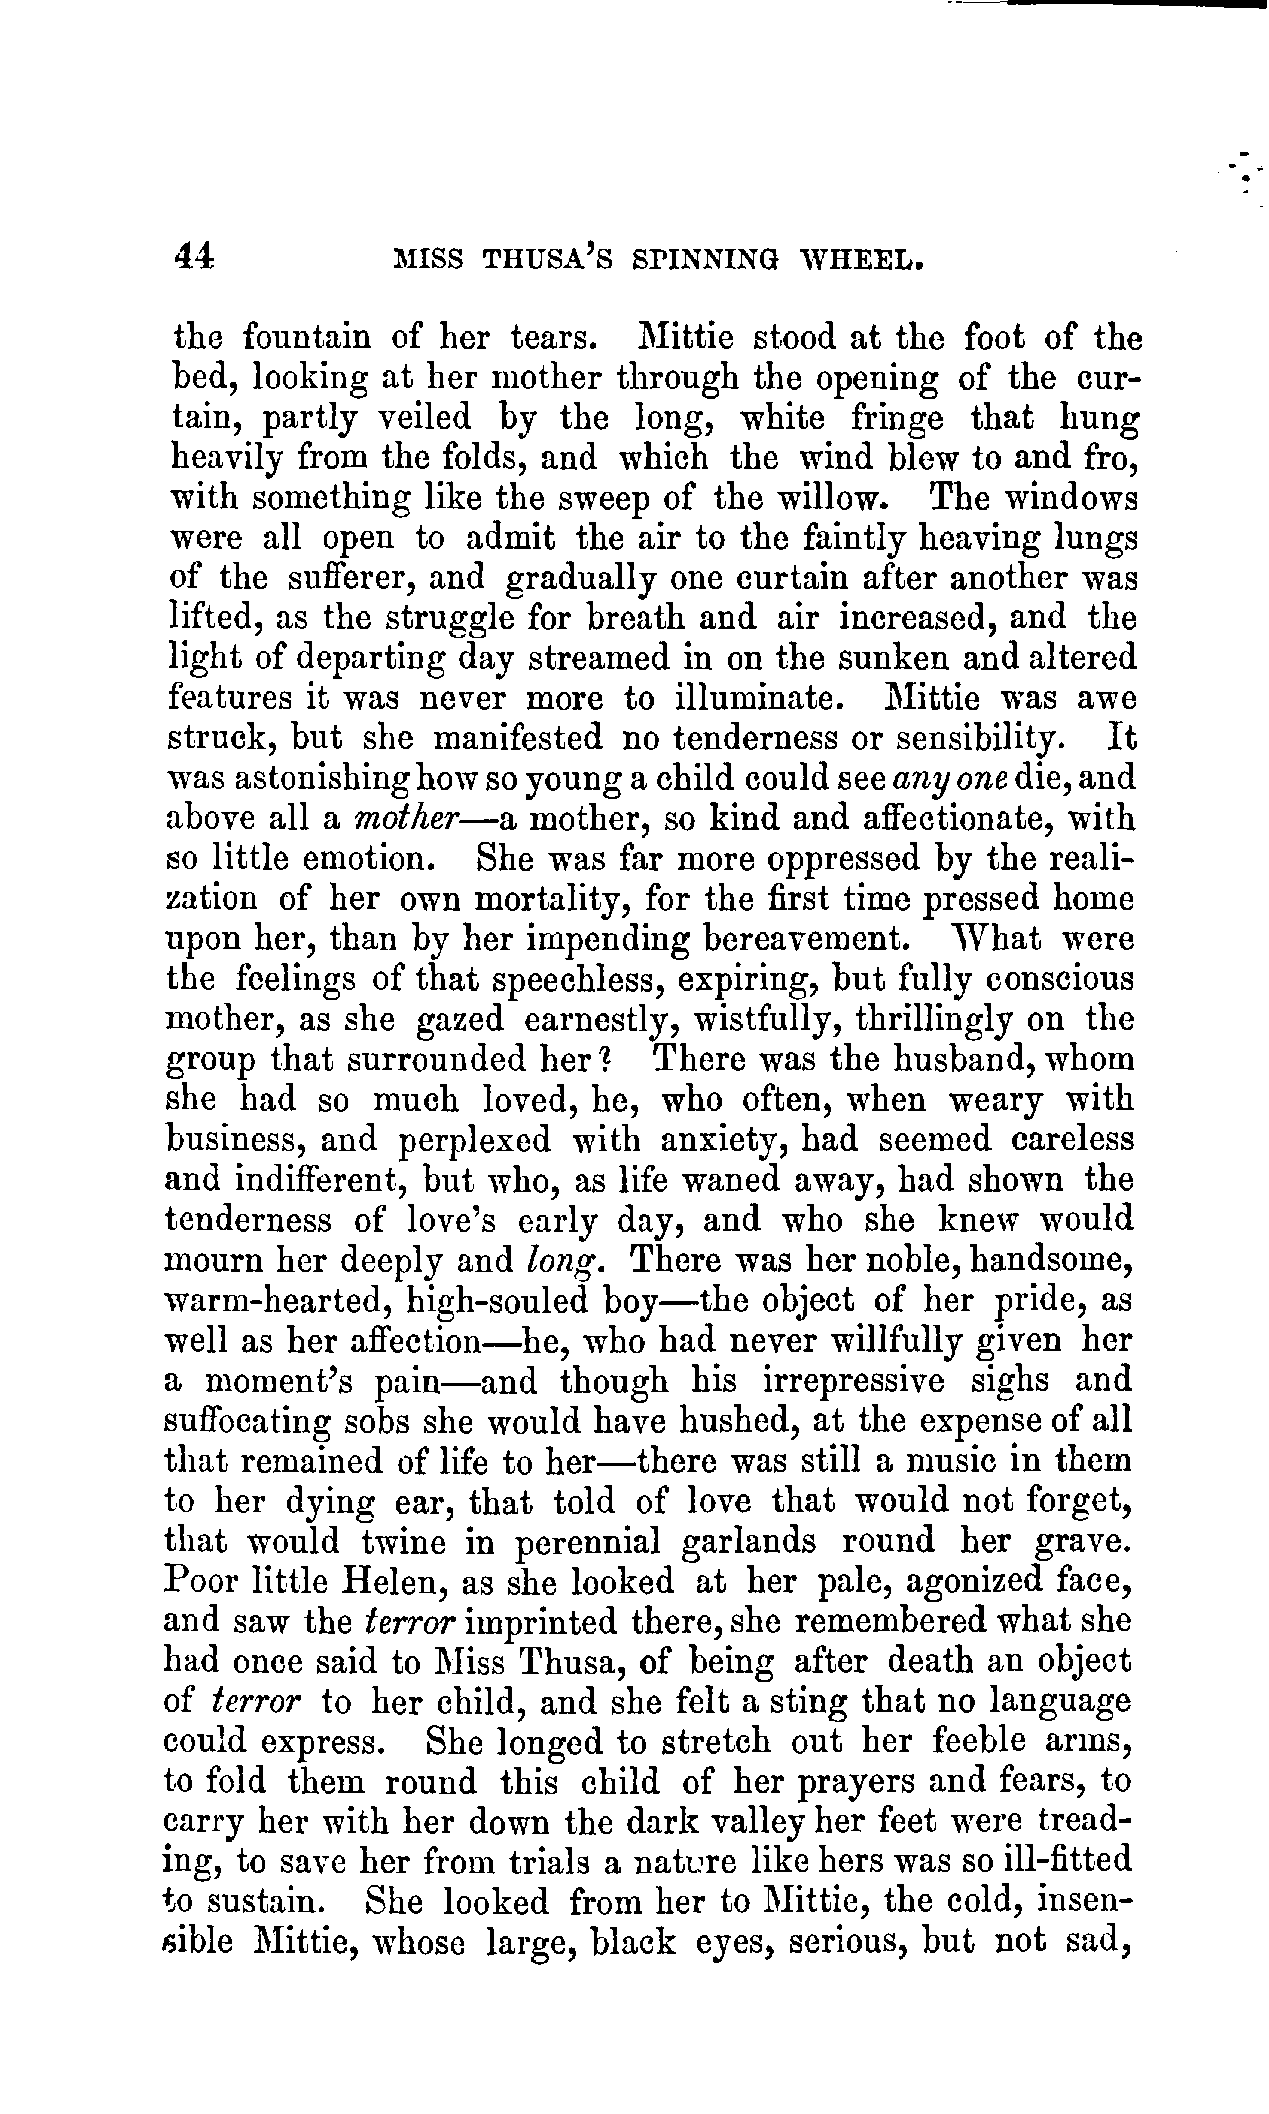 44 MISS THUSA'S SPINNING WHEEL.
the fountain of her tears. Mittie stood at the foot of the
bed, looking at her mother through the opening of the cur-
tain, partly veiled by the long, white fringe that hung
heavily from the folds, and which the wind blew to and fro,
with something like the sweep of the willow. The windows
were all open to admit the air to the faintly heaving lungs
of the sufferer, and gradually one curtain after another was
lifted, as the struggle for breath and air increased, and the
light of departing day streamed in on the sunken and altered
features it was never more to illuminate. Mittie was awe
struck, but she manifested no tenderness or sensibility. It
was astonishing how so young a child could see any one die, and
above all a mother—a mother, so kind and affectionate, with
so little emotion. She was far more oppressed by the reali-
zation of her own mortality, for the first time pressed home
upon her, than by her impending bereavement. What were
the feelings of that speechless, expiring, but fully conscious
mother, as she gazed earnestly, wistfully, thrillingly on the
group that surrounded her? There was the husband, whom
she had so much loved, he, who often, when weary with
business, and perplexed with anxiety, had seemed careless
and indifferent, but who, as life waned away, had shown the
tenderness of love's early day, and who she knew would
mourn her deeply and long. There was her noble, handsome,
warm-hearted, high-souled boy—the object of her pride, as
well as her affection—he, who had never willfully given her
a moment's pain—and though his irrepressive sighs and
suffocating sobs she would have hushed, at the expense of all
that remained of life to her—there was still a music in them
to her dying ear, that told of love that would not forget,
that would twine in perennial garlands round her grave.
Poor little Helen, as she looked at her pale, agonized face,
and saw the terror imprinted there, she remembered what she
had once said to Miss Thusa, of being after death an object
of terror to her child, and she felt a sting that no language
could express. She longed to stretch out her feeble arms,
to fold them round this child of her prayers and fears, to
carry her with her down the dark valley her feet were tread-
ing, to save her from trials a nature like hers was so ill-fitted
to sustain. She looked from her to Mittie, the cold, insen-
sible Mittie, whose large, black eyes, serious, but not sad,